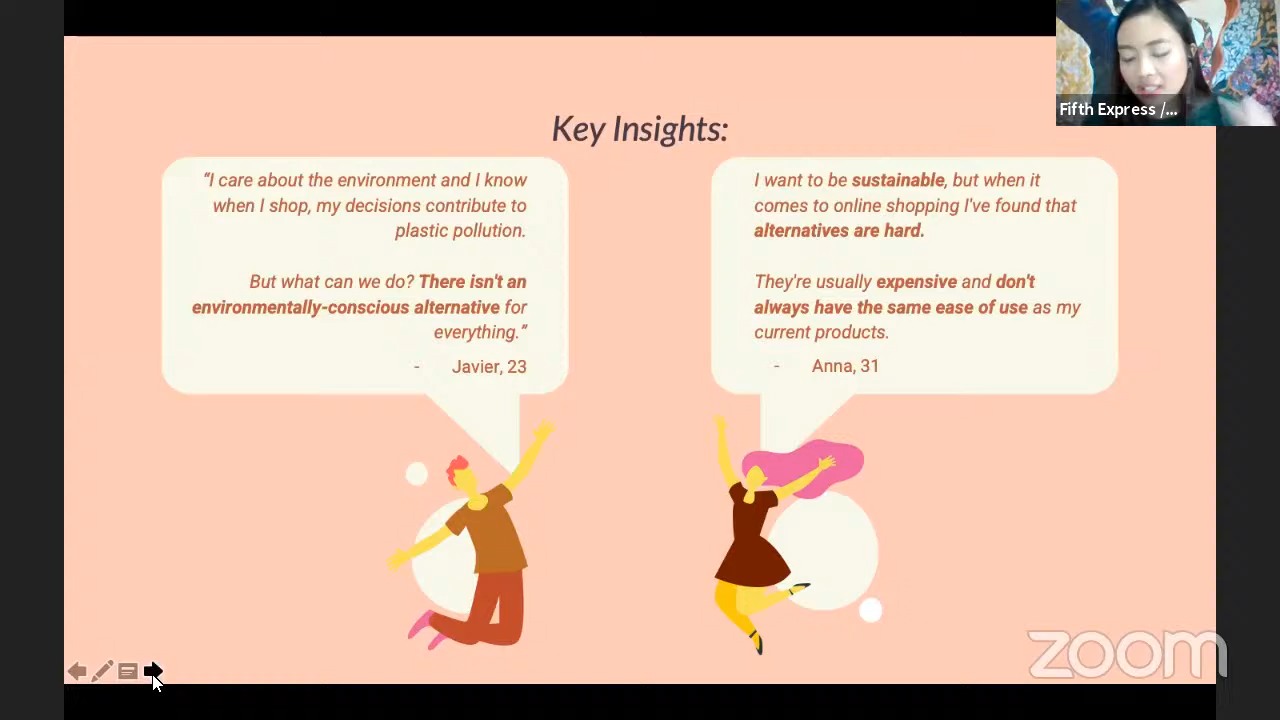 Fifth Express /...
Key Insights:
“I care about the environment and I know
when I shop, my decisions contribute to
plastic pollution.
But what can we do? There isn't an
environmentally-conscious alternative for
everything.”
- Javier, 23
I want to be sustainable, but when it
comes to online shopping I've found that
alternatives are hard.
They're usually expensive and don't
always have the same ease of use as my
current products.
- Anna, 31
zoom